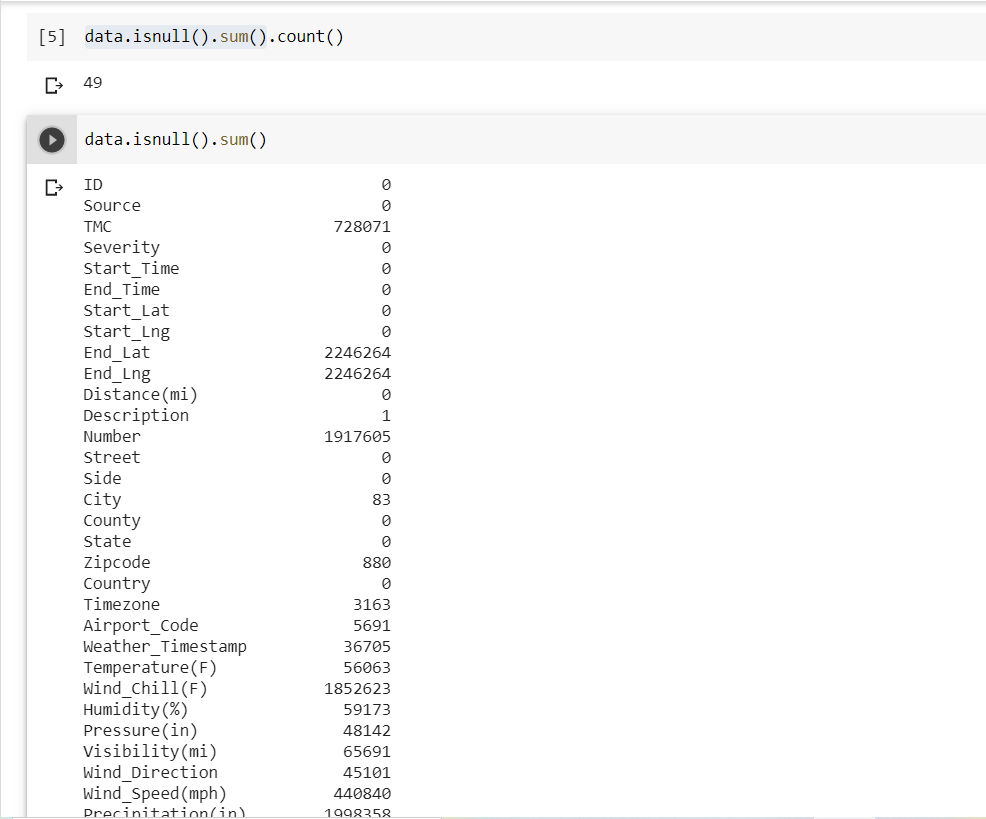 [5] data.isnull().sum().count()
49
data.isnull().sum()
ID 0
Source 0
TMC 728071
Severity 0
Start_Time 0
End_Time 0
Start_Lat 0
Start_Lng 0
End_Lat 2246264
End_Lng 2246264
Distance(mi) 0
Description 1
Number 1917605
Street 0
Side 0
City 83
County 0
State 0
Zipcode 880
Country 0
Timezone 3163
Airport_Code 5691
Weather_Timestamp 36705
Temperature(F) 56063
Wind_Chill(F) 1852623
Humidity(%) 59173
Pressure(in) 48142
Visibility(mi) 65691
Wind_Direction 45101
Wind_Speed(mph) 440840
Precipitation(in) 1998358